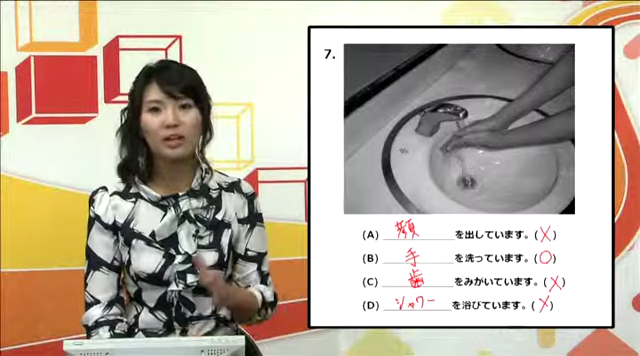 7.
(A) 顔 を出しています。(X)
(B) 手 を洗っています。(O)
(C) 歯 をみがいています。(X)
(D) シャワー を浴びています。(X)